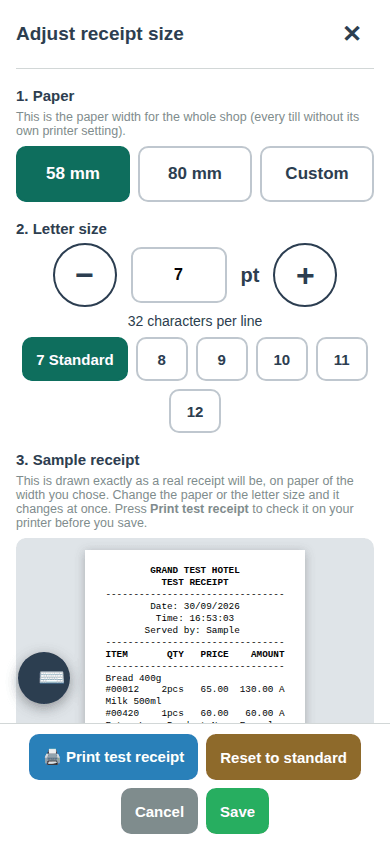 Adjust receipt size ✕
1. Paper
This is the paper width for the whole shop (every till without its
own printer setting).
58 mm 80 mm Custom
2. Letter size
− 7 pt +
32 characters per line
7 Standard 8 9 10 11
12
3. Sample receipt
This is drawn exactly as a real receipt will be, on paper of the
width you chose. Change the paper or the letter size and it
changes at once. Press Print test receipt to check it on your
printer before you save.
GRAND TEST HOTEL
TEST RECEIPT
--------------------------------
Date: 30/09/2026
Time: 16:53:03
Served by: Sample
--------------------------------
ITEM QTY PRICE AMOUNT
--------------------------------
Bread 400g
#00012 2pcs 65.00 130.00 A
Milk 500ml
#00420 1pcs 60.00 60.00 A
Print test receipt Reset to standard
Cancel Save